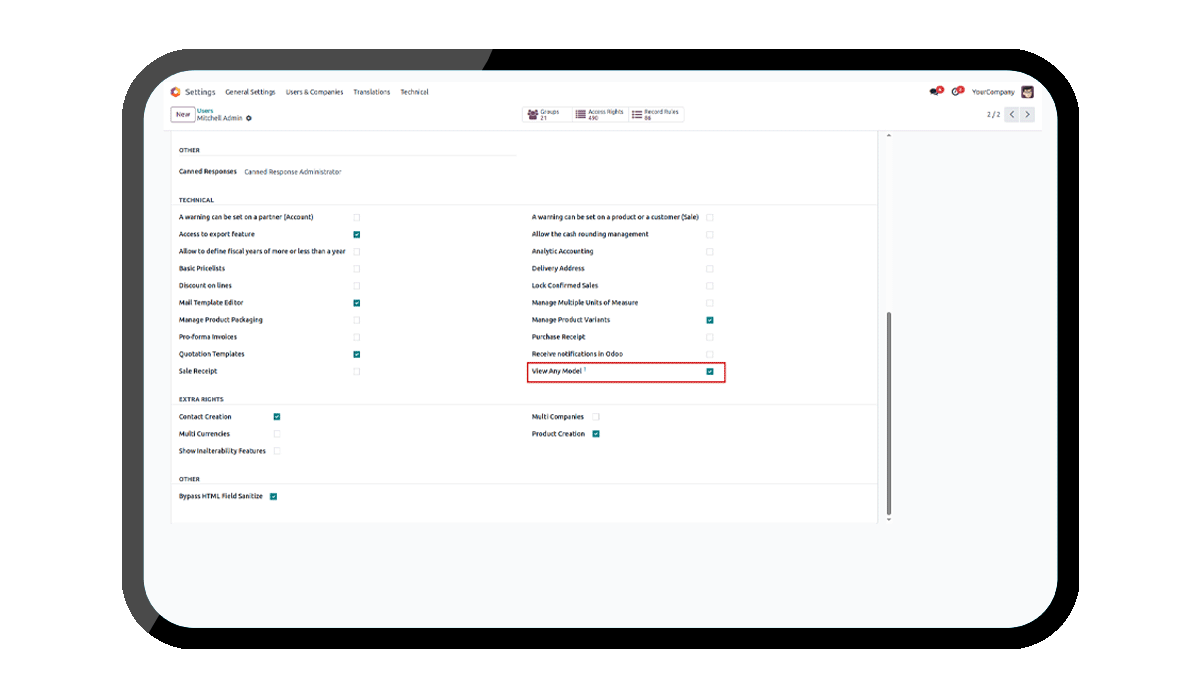 Settings General Settings Users & Companies Translations Technical YourCompany
New Users Groups Access Rights Record Rules
Mitchell Admin 21 490 66 2 / 2
OTHER
Canned Responses Canned Response Administrator
TECHNICAL
A warning can be set on a partner (Account) A warning can be set on a product or a customer (Sale)
Access to export feature Allow the cash rounding management
Allow to define fiscal years of more or less than a year Analytic Accounting
Basic Pricelists Delivery Address
Discount on lines Lock Confirmed Sales
Mail Template Editor Manage Multiple Units of Measure
Manage Product Packaging Manage Product Variants
Pro-forma Invoices Purchase Receipt
Quotation Templates Receive notifications in Odoo
Sale Receipt View Any Model
EXTRA RIGHTS
Contact Creation Multi Companies
Multi Currencies Product Creation
Show Inalterability Features
OTHER
Bypass HTML Field Sanitize